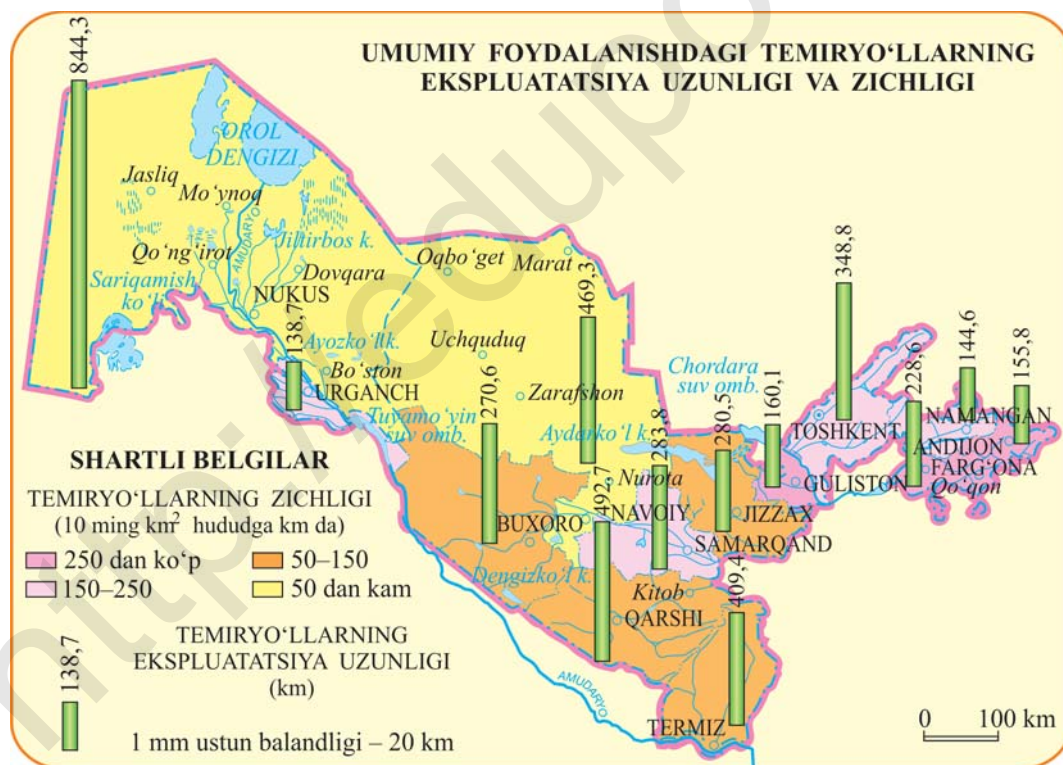 UMUMIY FOYDALANISHDAGI TEMIRYO‘LLARNING
EKSPLUATATSIYA UZUNLIGI VA ZICHLIGI
844,3
OROL
DENGIZI
Jasliq
Mo‘ynoq
AMUDARYO
Jiltirbos k.
Qo‘ng‘irot
Dovqara
Sariqamish
ko‘li
NUKUS
Oqbo‘get
Marat
138,7
Ayozko‘l k.
Bo‘ston
URGANCH
Tuyamo‘yin
suv omb.
Uchquduq
Zarafshon
469,3
270,6
Aydarko‘l k.
Chordara
suv omb.
348,8
160,1
280,5
283,8
492,7
228,6
144,6
155,8
TOSHKENT
NAMANGAN
ANDIJON
FARG‘ONA
Qo‘qon
GULISTON
JIZZAX
SAMARQAND
Nurota
NAVOIY
BUXORO
Dengizko‘l k.
Kitob
QARSHI
409,4
AMUDARYO
TERMIZ
SHARTLI BELGILAR
TEMIRYO‘LLARNING ZICHLIGI
(10 ming km² hududga km da)
250 dan ko‘p
50–150
150–250
50 dan kam
138,7
TEMIRYO‘LLARNING
EKSPLUATATSIYA UZUNLIGI
(km)
1 mm ustun balandligi – 20 km
0 100 km
http://edupo